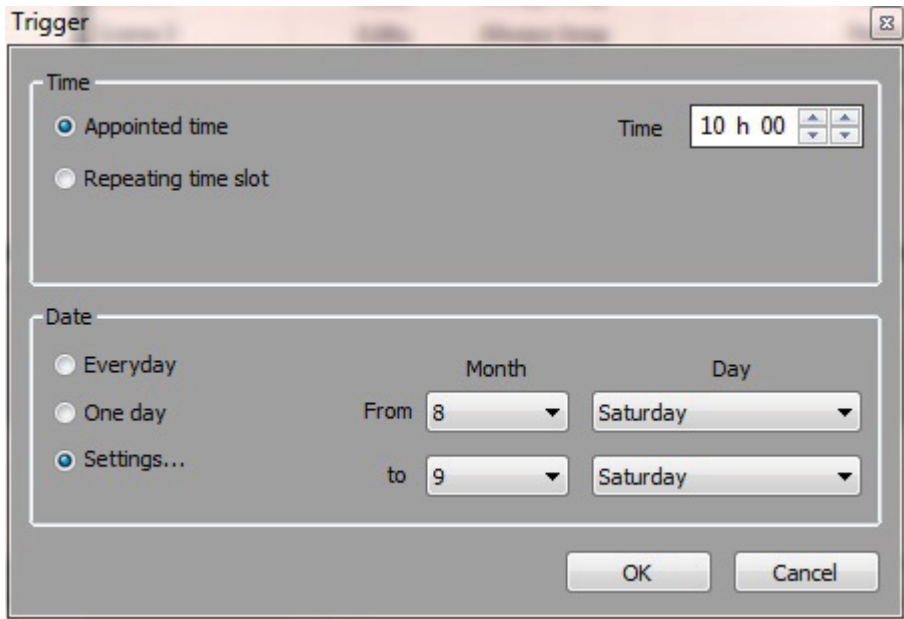 Trigger
Time
Appointed time
Time 10 h 00
Repeating time slot
Date
Everyday
Month Day
One day
From 8 Saturday
Settings...
to 9 Saturday
OK Cancel